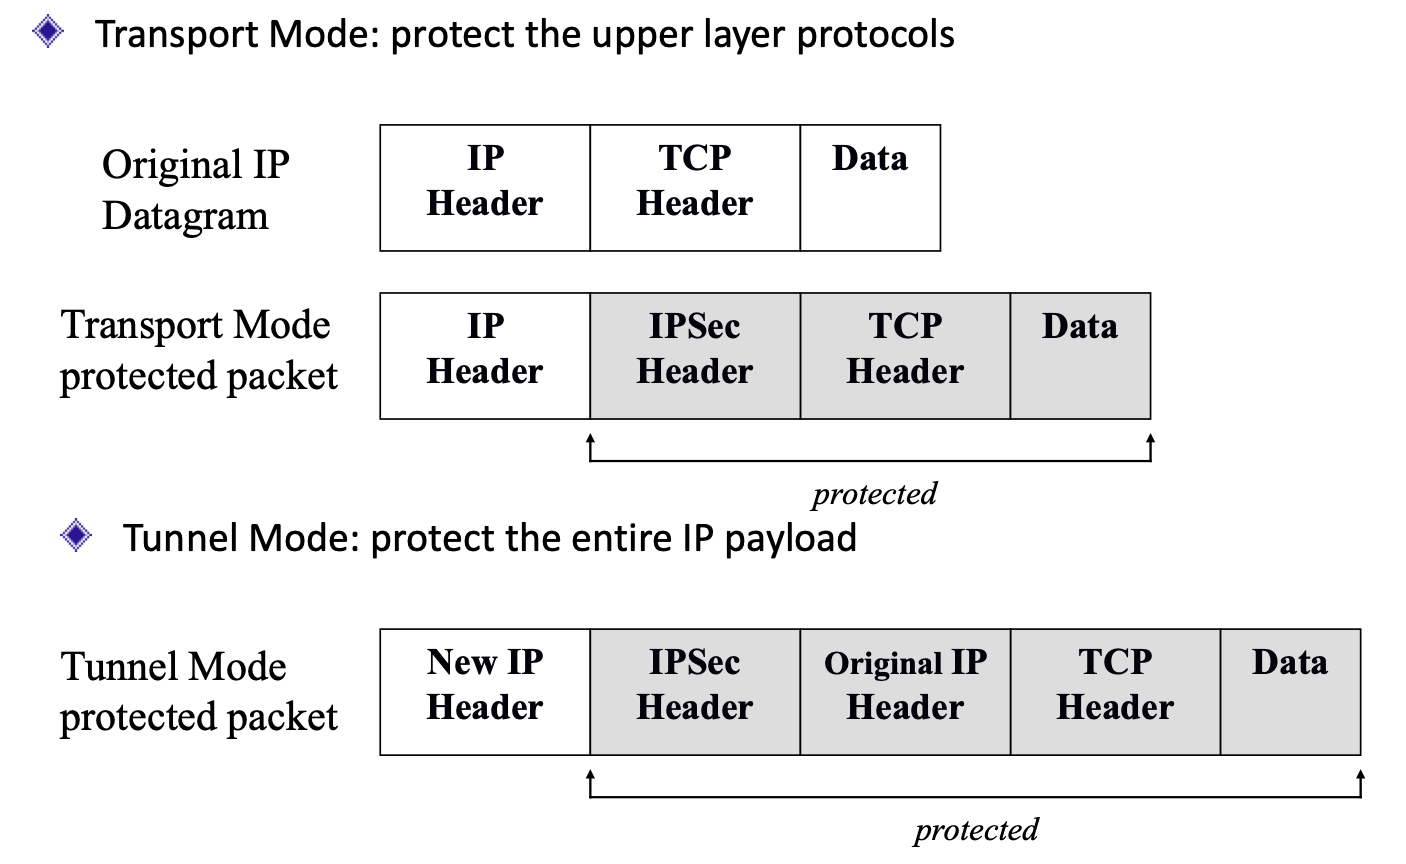 Transport Mode: protect the upper layer protocols
Original IP
Datagram
IP
Header
TCP
Header
Data
Transport Mode
protected packet
IP
Header
IPSec
Header
TCP
Header
Data
protected
Tunnel Mode: protect the entire IP payload
Tunnel Mode
protected packet
New IP
Header
IPSec
Header
Original IP
Header
TCP
Header
Data
protected